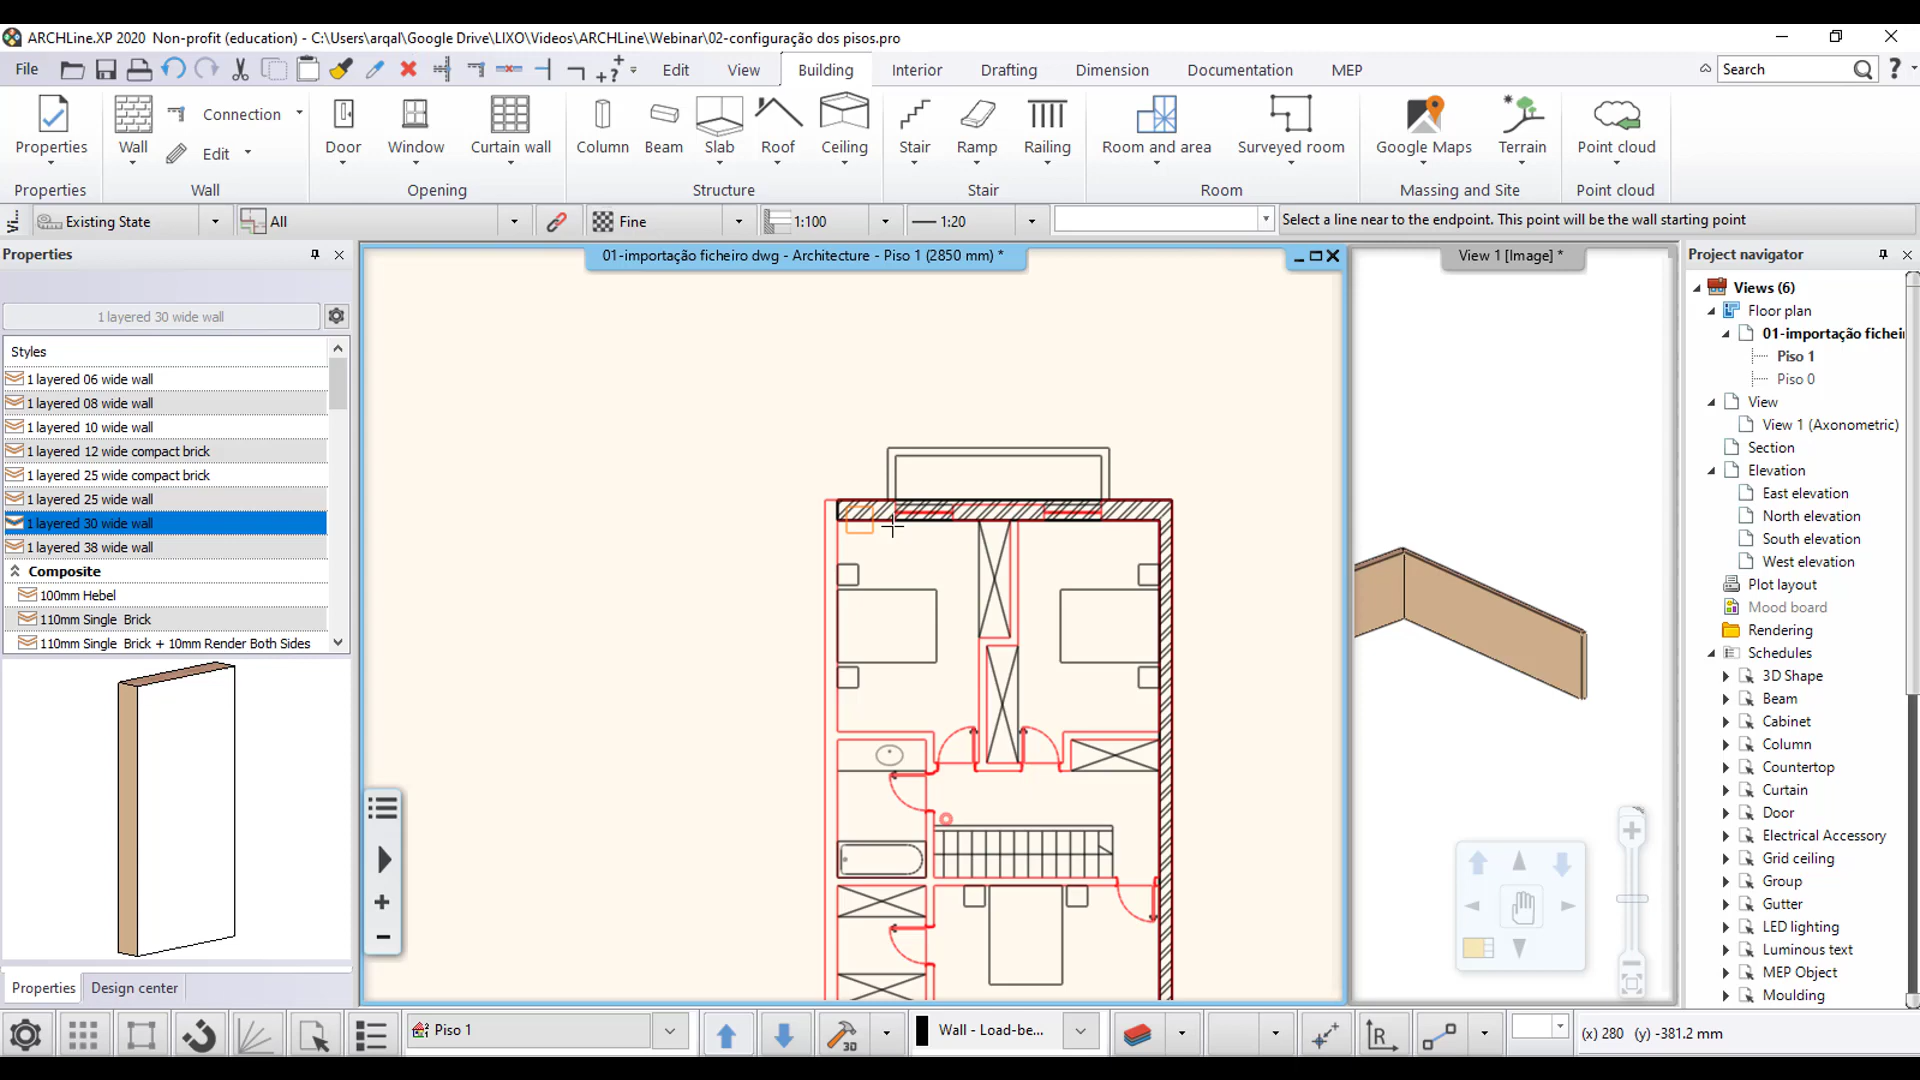 ARCHLine.XP 2020 Non-profit (education) - C:\Users\arqal\Google Drive\LIXO\Videos\ARCHLine\Webinar\02-configuração dos pisos.pro
File Edit View Building Interior Drafting Dimension Documentation MEP Search
Properties Wall Connection Edit Door Window Curtain wall Column Beam Slab Roof Ceiling Stair Ramp Railing Room and area Surveyed room Google Maps Terrain Point cloud
Properties Wall Opening Structure Stair Room Massing and Site Point cloud
Vi... Existing State All Fine 1:100 1:20 Select a line near to the endpoint. This point will be the wall starting point
Properties
1 layered 30 wide wall
Styles
1 layered 06 wide wall
1 layered 08 wide wall
1 layered 10 wide wall
1 layered 12 wide compact brick
1 layered 25 wide compact brick
1 layered 25 wide wall
1 layered 30 wide wall
1 layered 38 wide wall
Composite
100mm Hebel
110mm Single Brick
110mm Single Brick + 10mm Render Both Sides
Properties Design center
01-importação ficheiro dwg - Architecture - Piso 1 (2850 mm) *
View 1 [Image] *
Project navigator
Views (6)
Floor plan
01-importação ficheir
Piso 1
Piso 0
View
View 1 (Axonometric)
Section
Elevation
East elevation
North elevation
South elevation
West elevation
Plot layout
Mood board
Rendering
Schedules
3D Shape
Beam
Cabinet
Column
Countertop
Curtain
Door
Electrical Accessory
Grid ceiling
Group
Gutter
LED lighting
Luminous text
MEP Object
Moulding
Piso 1 3D Wall - Load-be... R (x) 280 (y) -381.2 mm